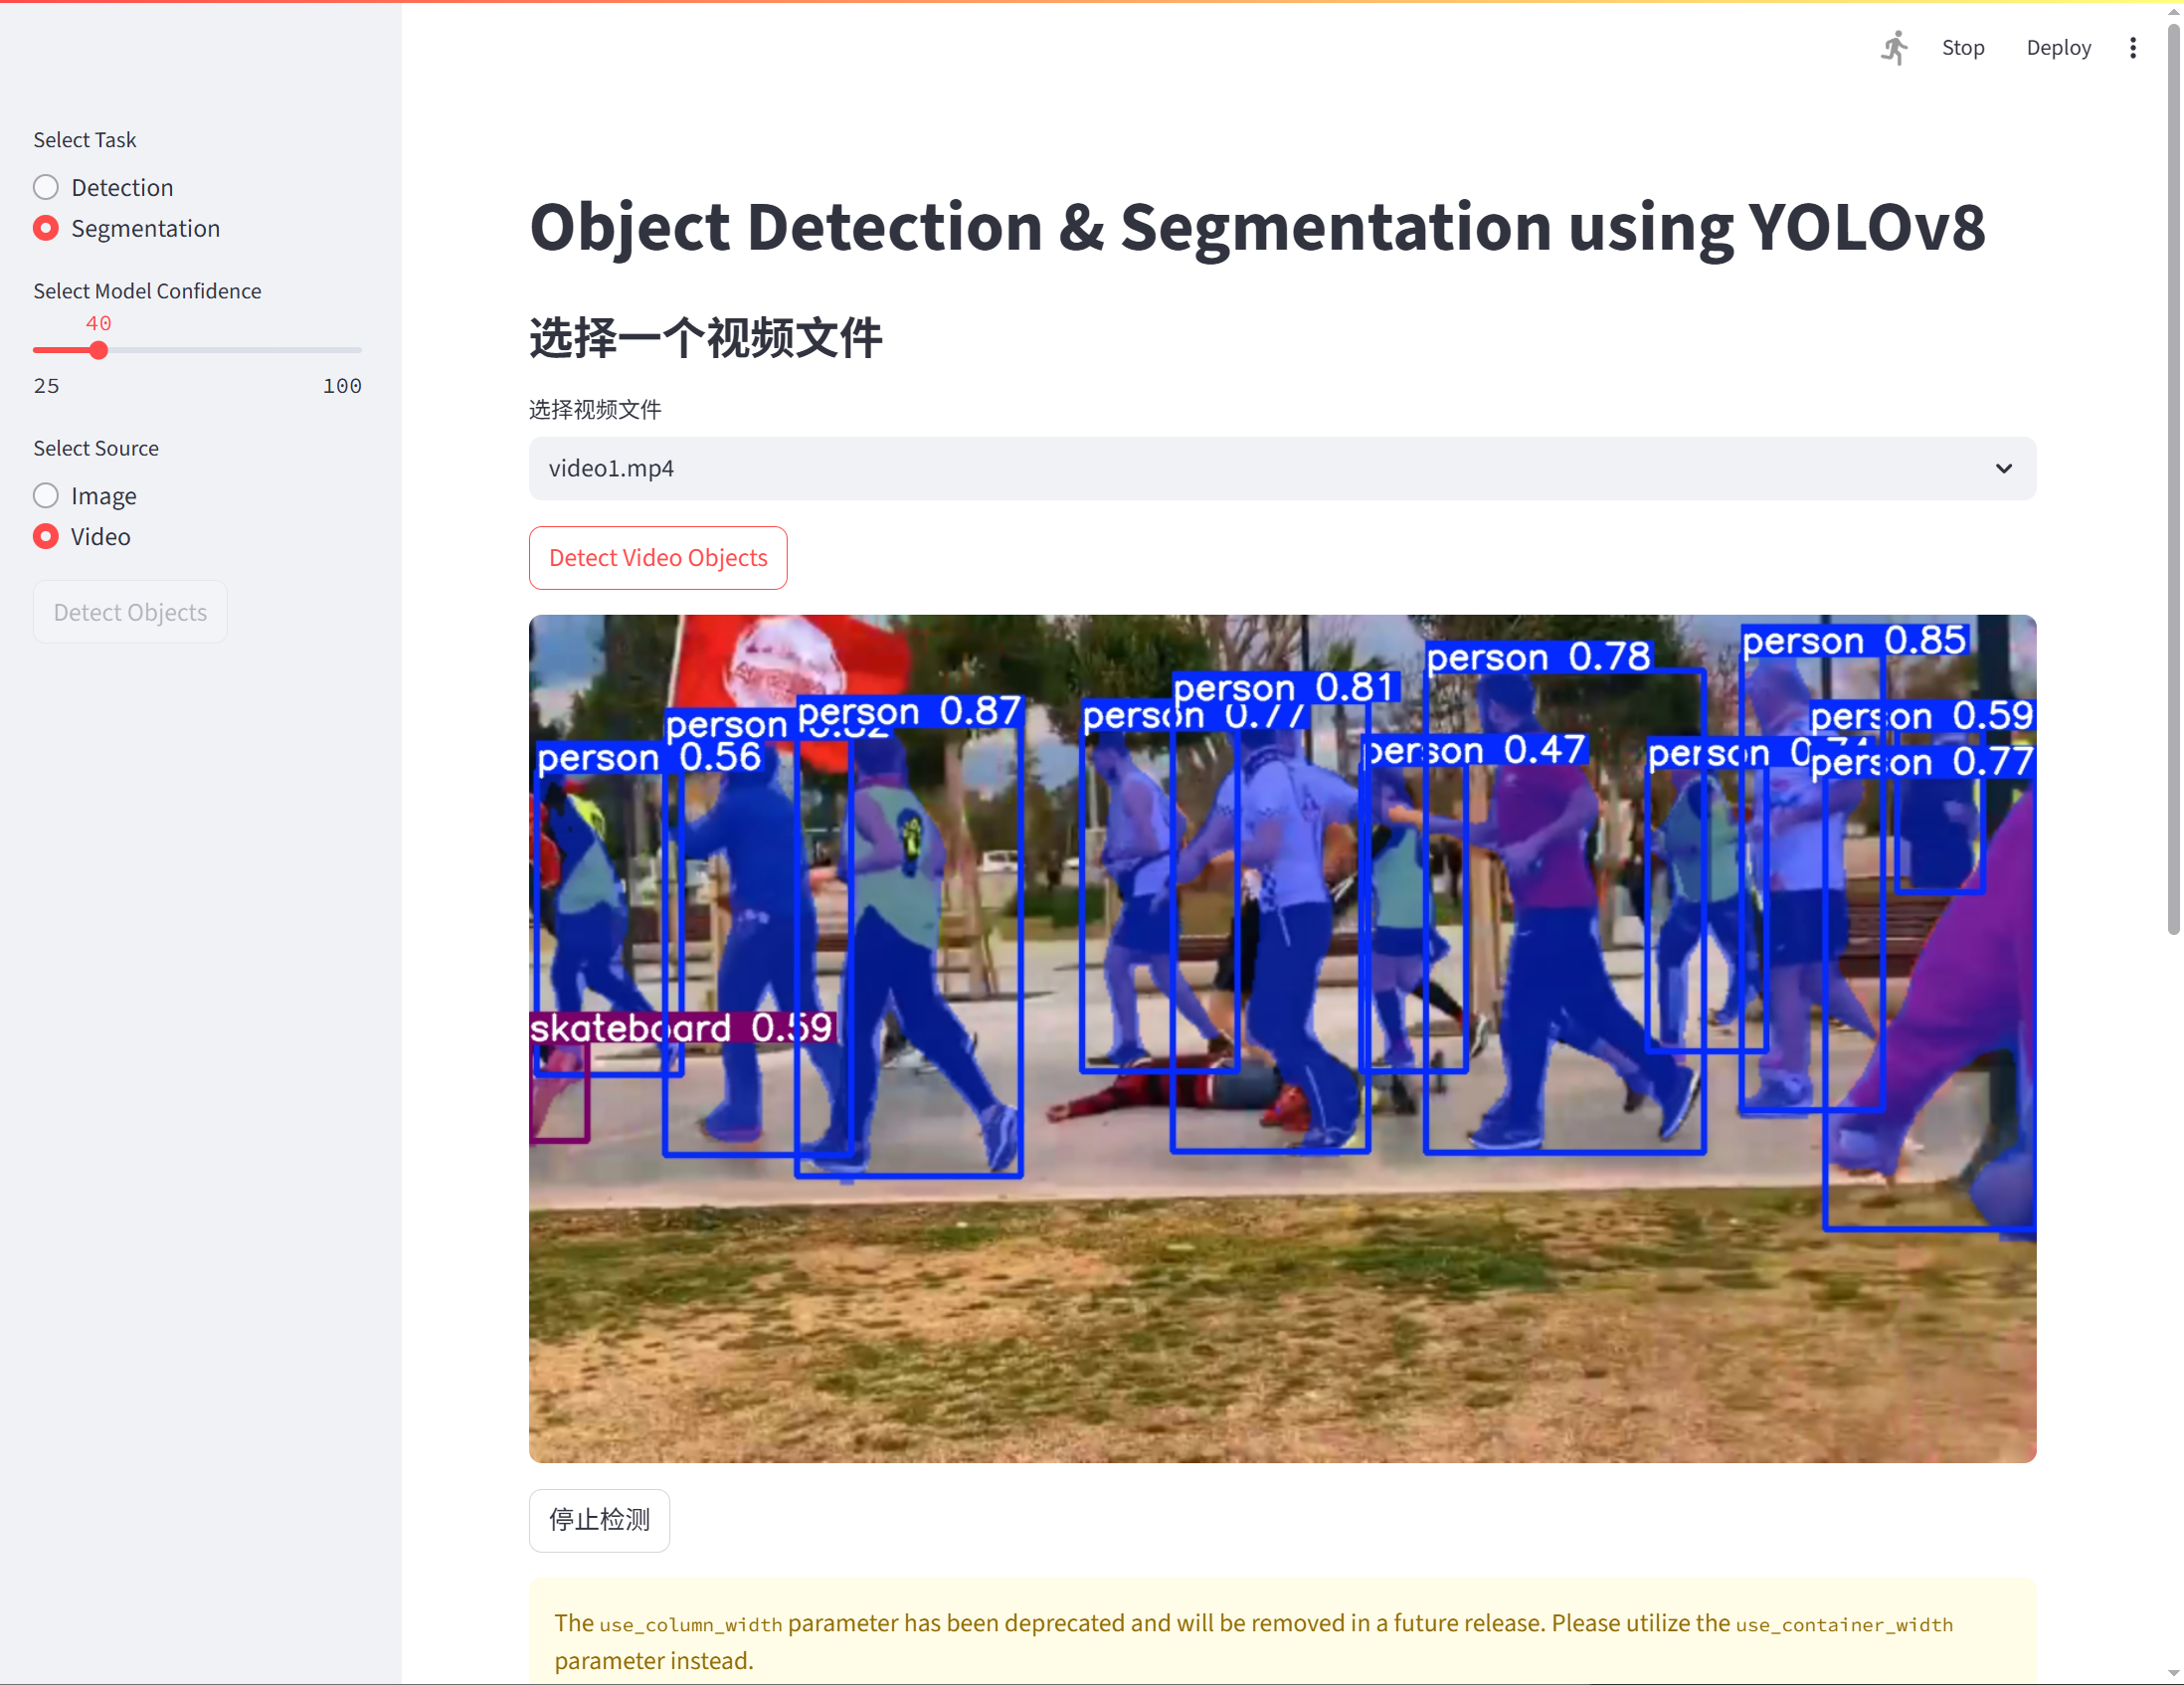 Stop
Deploy
Select Task
Detection
Segmentation
Select Model Confidence
40
25
100
Select Source
Image
Video
Detect Objects
Object Detection & Segmentation using YOLOv8
选择一个视频文件
选择视频文件
video1.mp4
Detect Video Objects
person 0.85
person 0.78
person 0.81
person 0.87
person 0.77
person 0.59
person 0.82
person 0.47
person 0.74
person 0.56
person 0.77
skateboard 0.59
停止检测
The use_column_width parameter has been deprecated and will be removed in a future release. Please utilize the use_container_width
parameter instead.